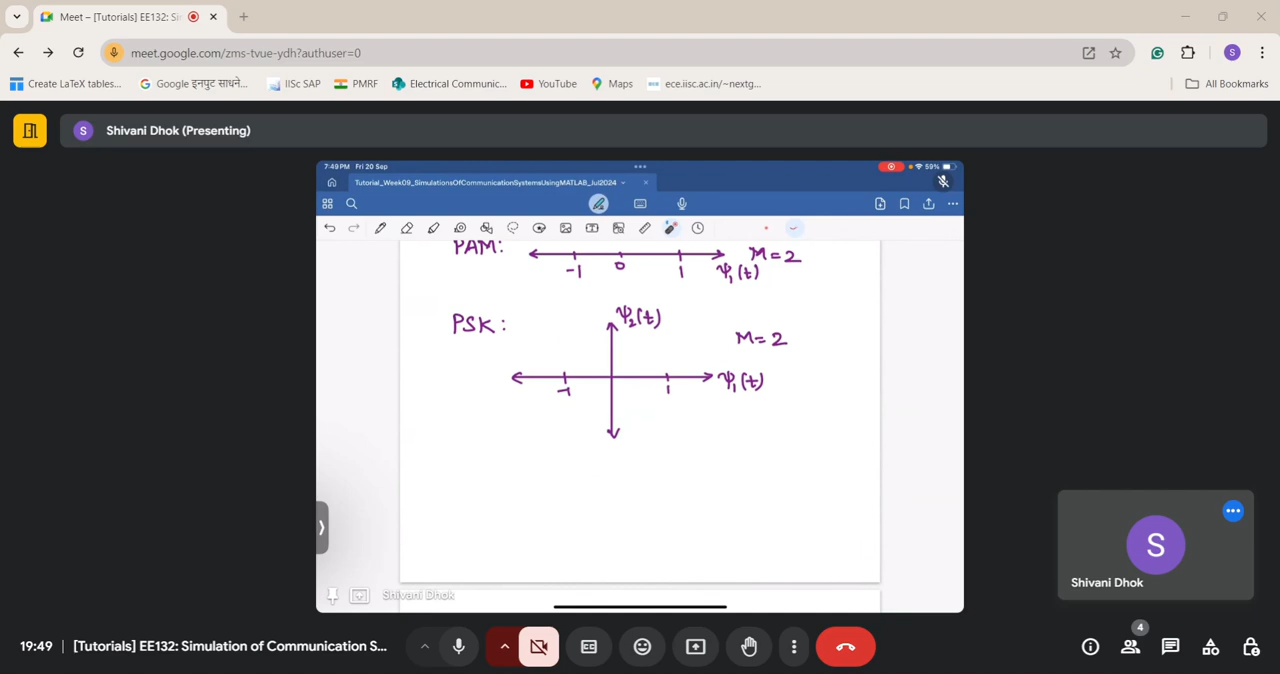 Meet – [Tutorials] EE132: Si
meet.google.com/zms-tvue-ydh?authuser=0
Create LaTeX tables... Google इनपुट साधने... IISc SAP PMRF Electrical Communic... YouTube Maps ece.iisc.ac.in/~nextg... All Bookmarks
S Shivani Dhok (Presenting)
7:49 PM Fri 20 Sep 59%
Tutorial_Week09_SimulationsOfCommunicationSystemsUsingMATLAB_Jul2024
PAM: M = 2
-1 0 1 ψ₁(t)
PSK: ψ₂(t)
M = 2
-1 1 ψ₁(t)
S
Shivani Dhok
Shivani Dhok
19:49 | [Tutorials] EE132: Simulation of Communication S... 4